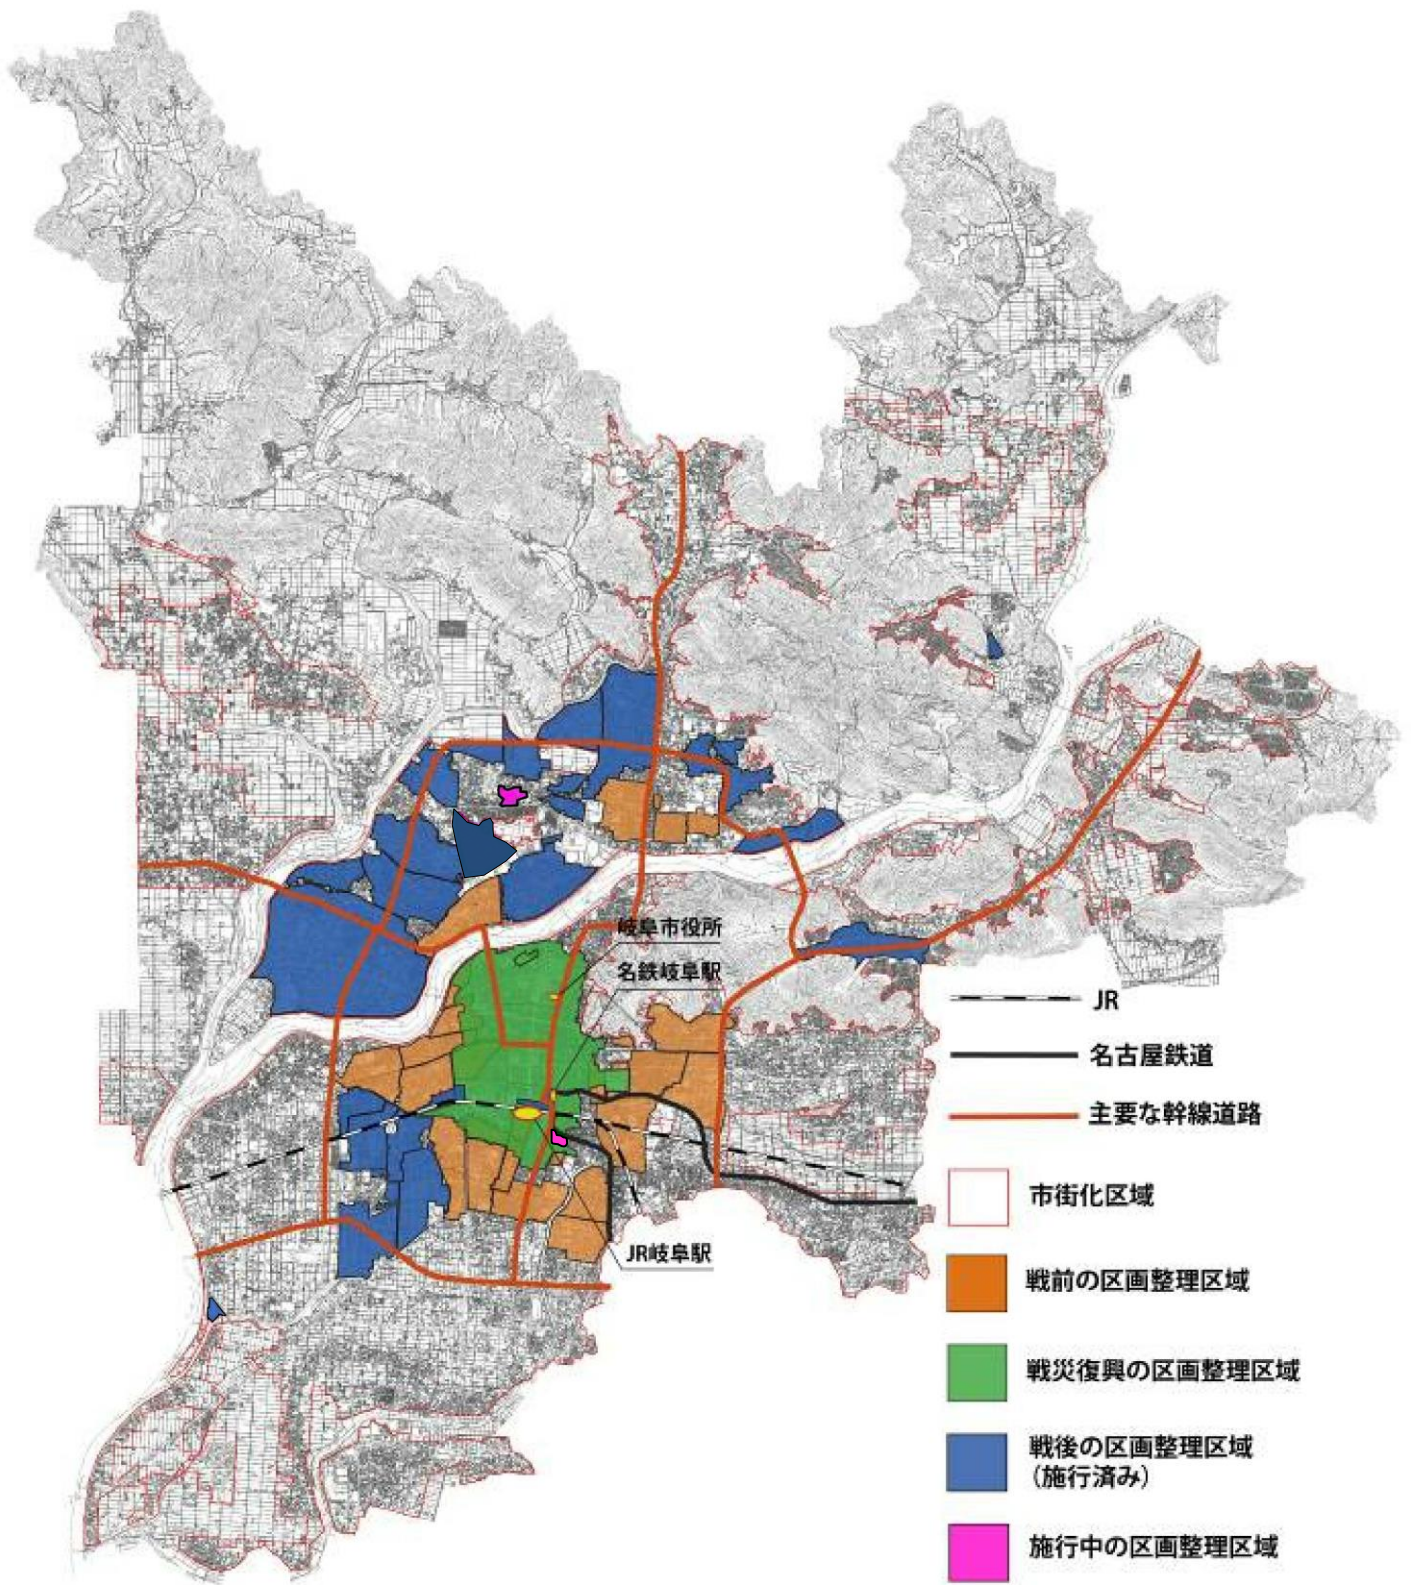 岐阜市役所
名鉄岐阜駅
JR岐阜駅
JR
名古屋鉄道
主要な幹線道路
市街化区域
戦前の区画整理区域
戦災復興の区画整理区域
戦後の区画整理区域
(施行済み)
施行中の区画整理区域